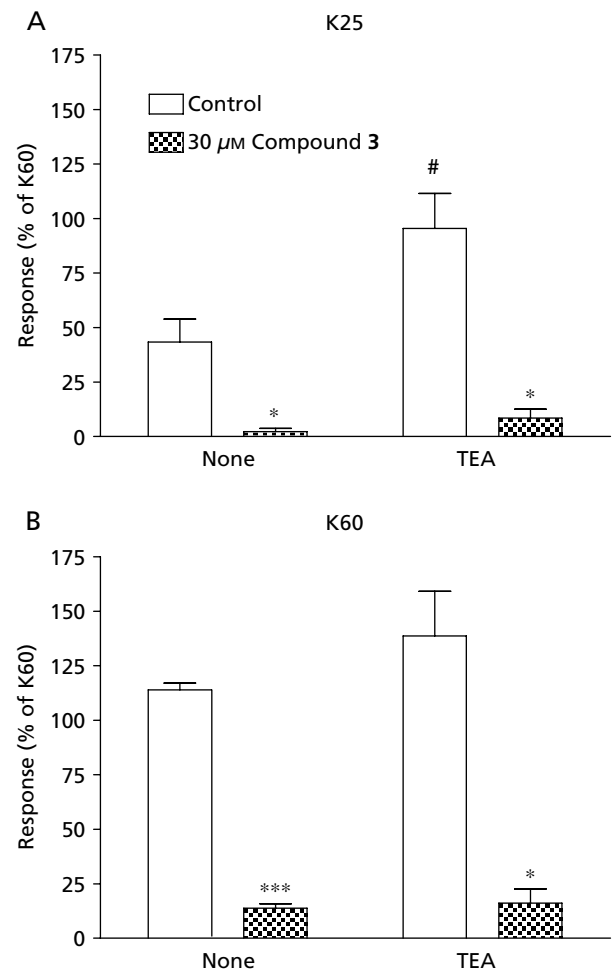 A
K25
175
150
125
100
75
50
25
0
Response (% of K60)
Control
30 µM Compound 3
#
*
*
None
TEA
B
K60
175
150
125
100
75
50
25
0
Response (% of K60)
***
*
None
TEA